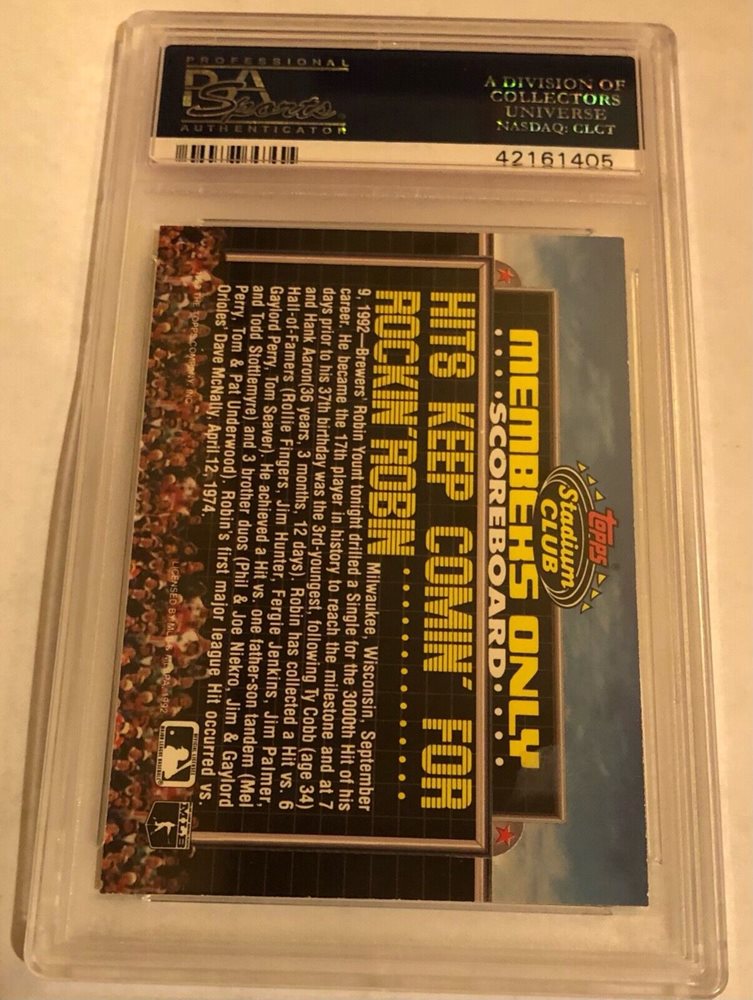 PROFESSIONAL
PSA
Sports
AUTHENTICATOR
A DIVISION OF
COLLECTORS
UNIVERSE
NASDAQ: CLCT
42161405
topps
Stadium
CLUB
MEMBERS ONLY
....SCOREBOARD....
HITS KEEP COMIN' FOR
ROCKIN' ROBIN..........
Milwaukee, Wisconsin, September
9, 1992—Brewers' Robin Yount tonight drilled a Single for the 3000th Hit of his
career. He became the 17th player in history to reach the milestone and at 7
days prior to his 37th birthday was the 3rd-youngest, following Ty Cobb (age 34)
and Hank Aaron(36 years, 3 months, 12 days). Robin has collected a Hit vs. 6
Hall-of-Famers (Rollie Fingers, Jim Hunter, Fergie Jenkins, Jim Palmer,
Gaylord Perry, Tom Seaver). He achieved a Hit vs. one father-son tandem (Mel
and Todd Stottlemyre) and 3 brother duos (Phil & Joe Niekro, Jim & Gaylord
Perry, Tom & Pat Underwood). Robin's first major league Hit occurred vs.
Orioles' Dave McNally, April 12, 1974.
THE TOPPS COMPANY, INC.
LICENSED BY 1992